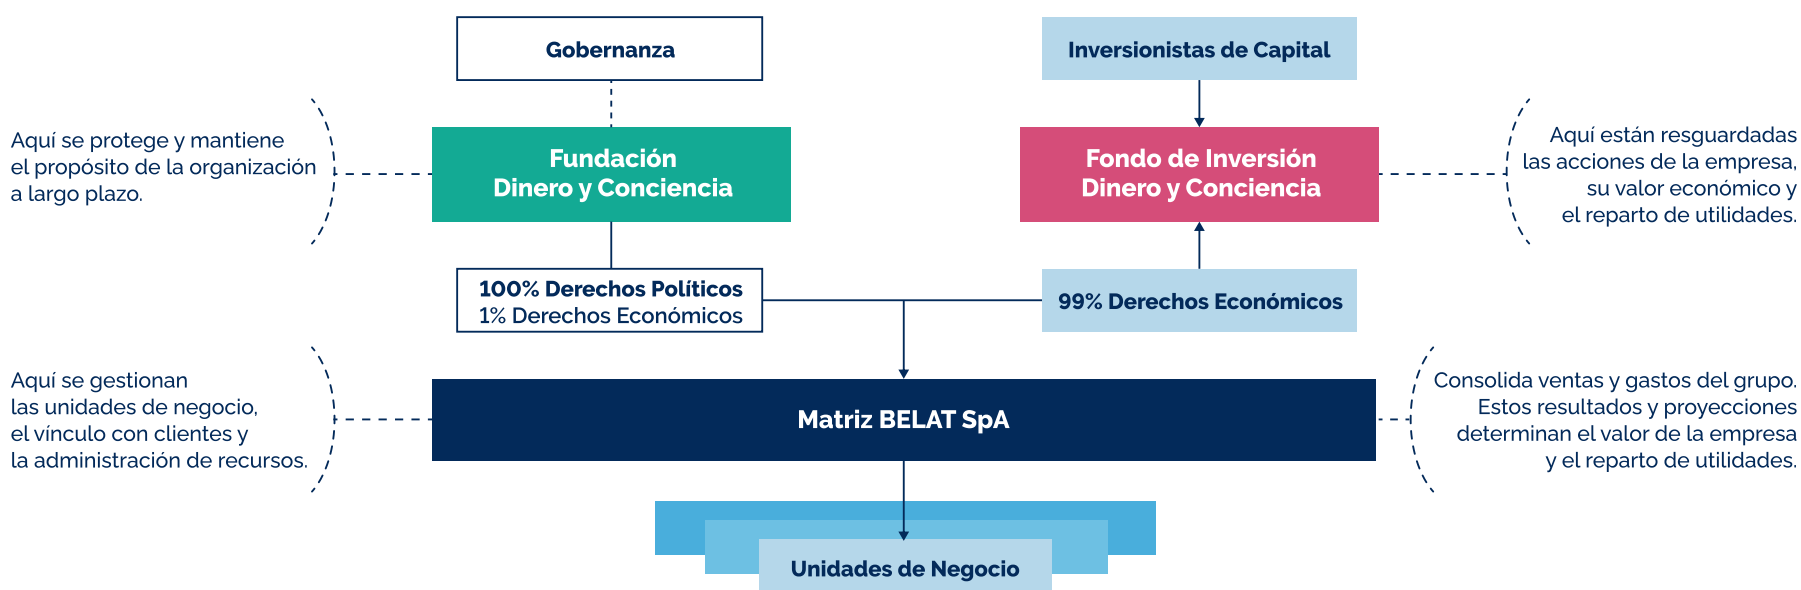 Gobernanza
Inversionistas de Capital
Aquí se protege y mantiene
el propósito de la organización
a largo plazo.
Fundación
Dinero y Conciencia
Fondo de Inversión
Dinero y Conciencia
Aquí están resguardadas
las acciones de la empresa,
su valor económico y
el reparto de utilidades.
100% Derechos Políticos
1% Derechos Económicos
99% Derechos Económicos
Aquí se gestionan
las unidades de negocio,
el vínculo con clientes y
la administración de recursos.
Matriz BELAT SpA
Consolida ventas y gastos del grupo.
Estos resultados y proyecciones
determinan el valor de la empresa
y el reparto de utilidades.
Unidades de Negocio